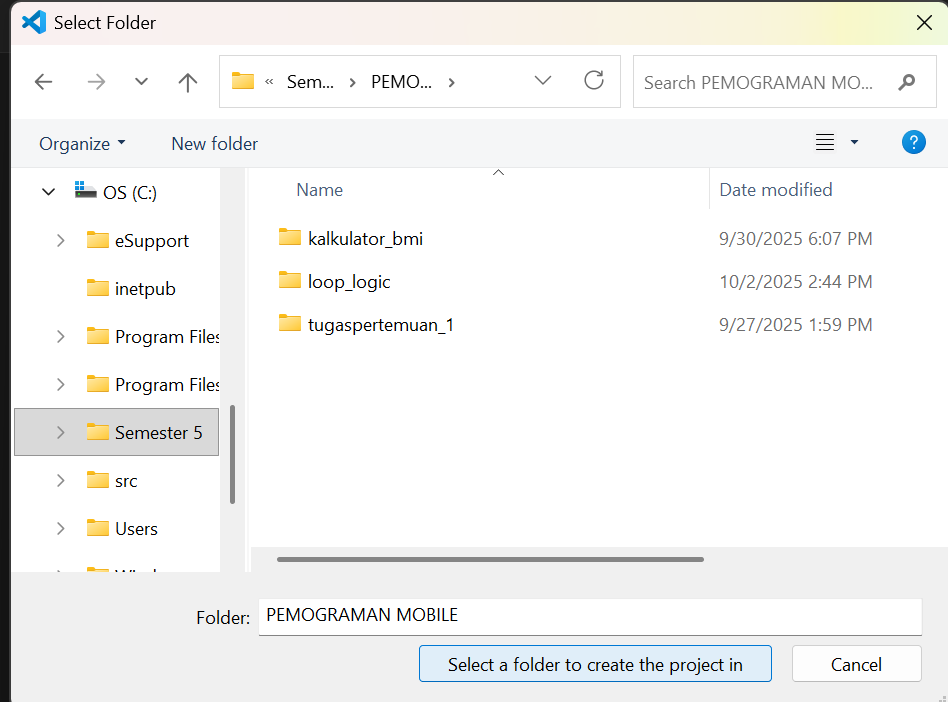 Select Folder
« Sem... › PEMO... ›
Search PEMOGRAMAN MO...
Organize
New folder
?
OS (C:)
eSupport
inetpub
Program Files
Program Files
Semester 5
src
Users
Name
Date modified
kalkulator_bmi
9/30/2025 6:07 PM
loop_logic
10/2/2025 2:44 PM
tugaspertemuan_1
9/27/2025 1:59 PM
Folder:
PEMOGRAMAN MOBILE
Select a folder to create the project in
Cancel